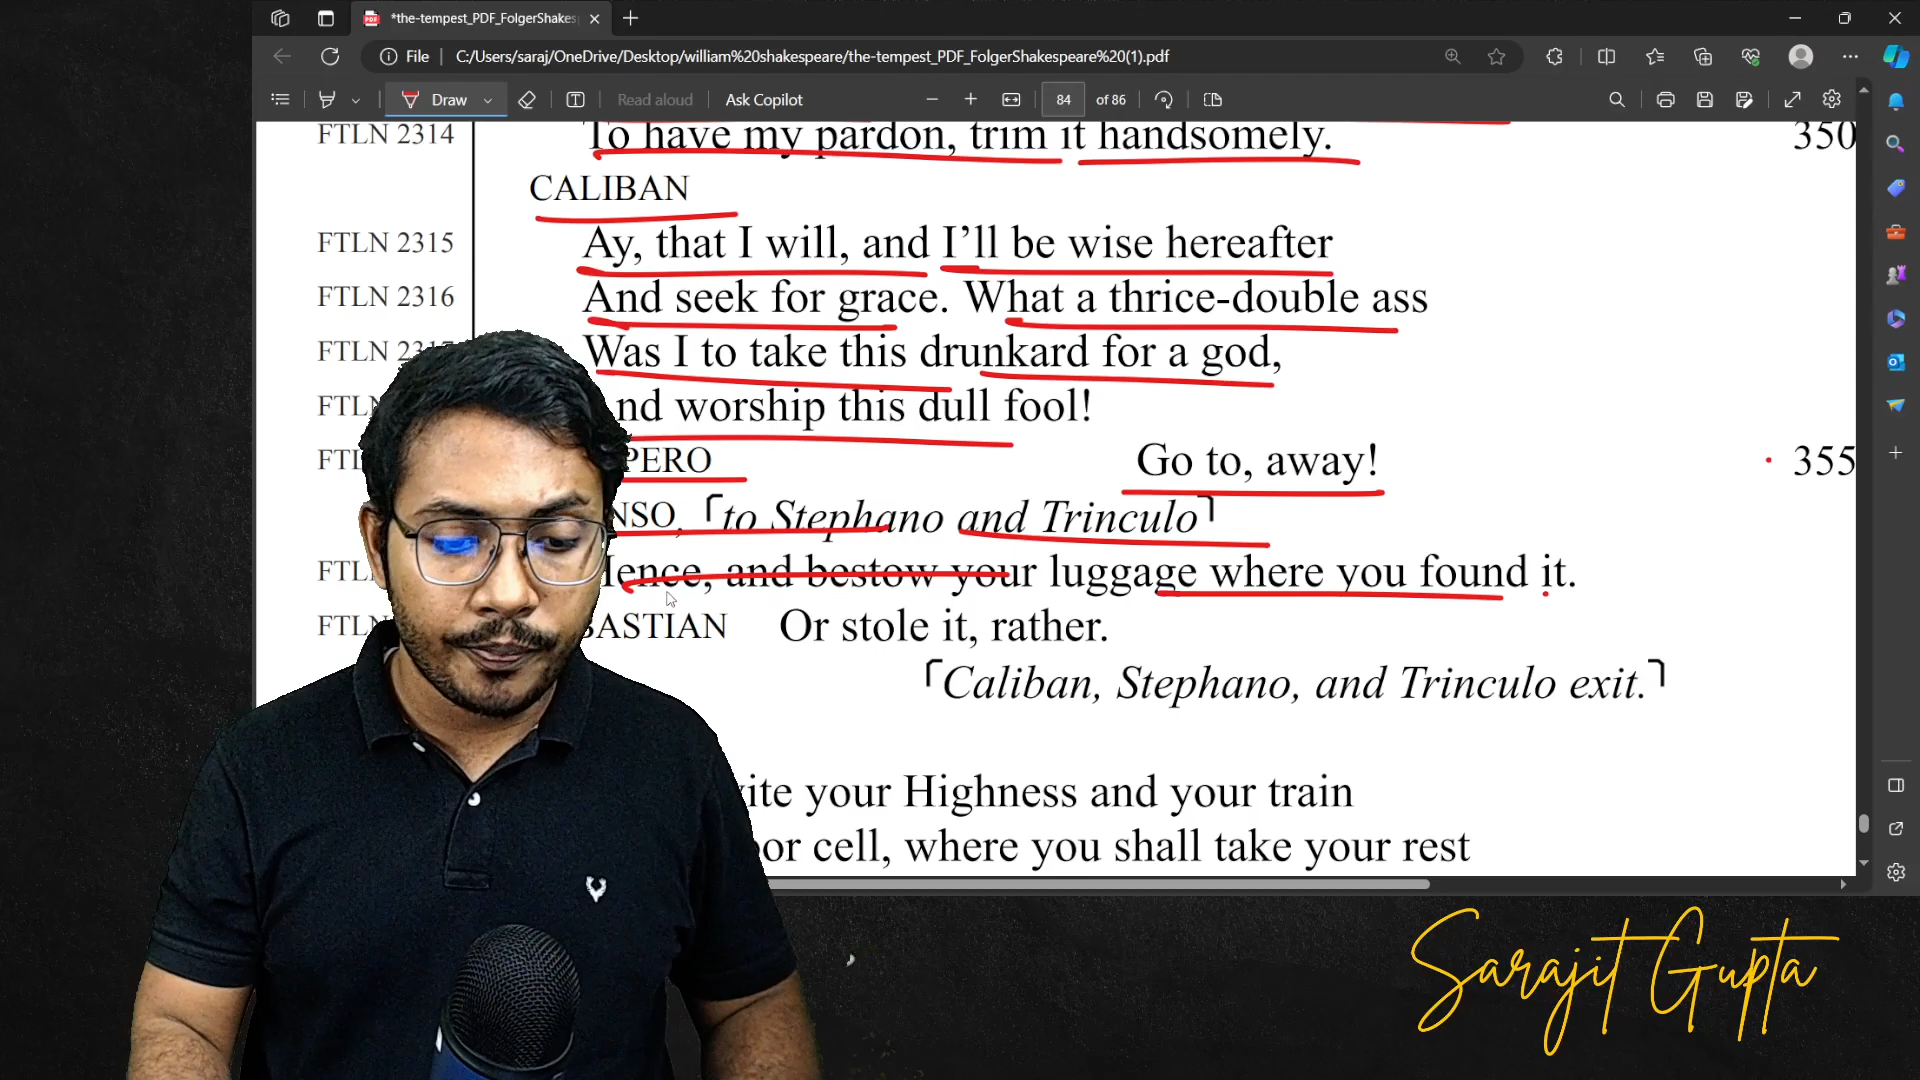 *the-tempest_PDF_FolgerShakes
File C:/Users/saraj/OneDrive/Desktop/william%20shakespeare/the-tempest_PDF_FolgerShakespeare%20(1).pdf
Draw Read aloud Ask Copilot 84 of 86
FTLN 2314 To have my pardon, trim it handsomely. 350
CALIBAN
FTLN 2315 Ay, that I will, and I’ll be wise hereafter
FTLN 2316 And seek for grace. What a thrice-double ass
FTLN Was I to take this drunkard for a god,
nd worship this dull fool!
PERO Go to, away! 355
NSO, ⌜to Stephano and Trinculo⌝
Hence, and bestow your luggage where you found it.
BASTIAN Or stole it, rather.
⌜Caliban, Stephano, and Trinculo exit.⌝
vite your Highness and your train
oor cell, where you shall take your rest
Sarajit Gupta